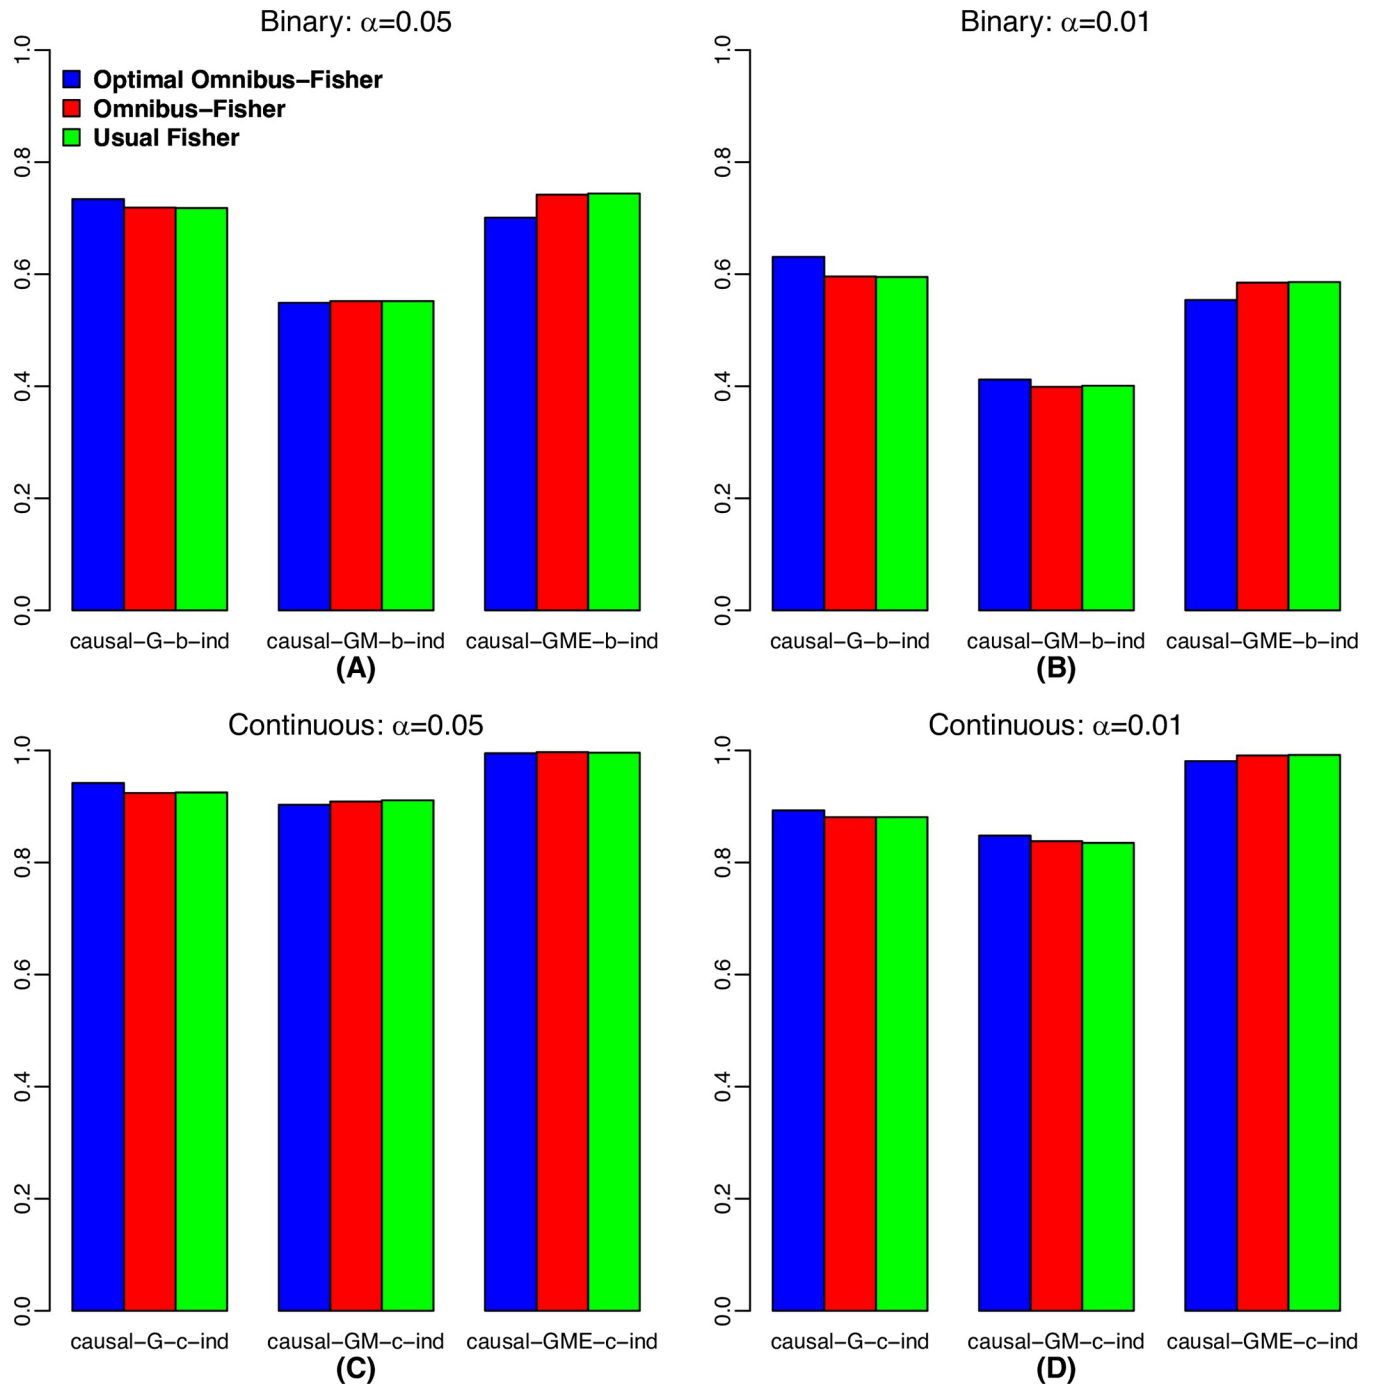 Binary: α=0.05
1.0
0.8
0.6
0.4
0.2
0.0
Optimal Omnibus−Fisher
Omnibus−Fisher
Usual Fisher
causal−G−b−ind causal−GM−b−ind causal−GME−b−ind
(A)
Binary: α=0.01
1.0
0.8
0.6
0.4
0.2
0.0
causal−G−b−ind causal−GM−b−ind causal−GME−b−ind
(B)
Continuous: α=0.05
1.0
0.8
0.6
0.4
0.2
0.0
causal−G−c−ind causal−GM−c−ind causal−GME−c−ind
(C)
Continuous: α=0.01
1.0
0.8
0.6
0.4
0.2
0.0
causal−G−c−ind causal−GM−c−ind causal−GME−c−ind
(D)